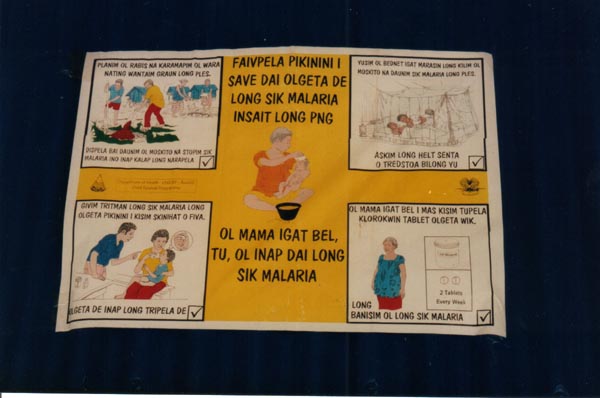 PLANIM OL RABIS NA KARAMAPIM OL WARA
NATING WANTAIM GRAUN LONG PLES.
DISPELA BAI DAUNIM OL MOSKITO NA STOPIM SIK
MALARIA INO INAP KALAP LONG NARAPELA
FAIVPELA PIKININI I
SAVE DAI OLGETA DE
LONG SIK MALARIA
INSAIT LONG PNG
YUSIM OL BEDNET IGAT MARASIN LONG KILIM OL
MOSKITO NA DAUNIM SIK MALARIA LONG PLES.
ASKIM LONG HELT SENTA
O TREDSTOA BILONG YU
GIVIM TRITMAN LONG SIK MALARIA LONG
OLGETA PIKININI I KISIM SKINHAT O FIVA.
OLGETA DE INAP LONG TRIPELA DE
OL MAMA IGAT BEL,
TU, OL INAP DAI LONG
SIK MALARIA
OL MAMA IGAT BEL I MAS KISIM TUPELA
KLOROKWIN TABLET OLGETA WIK.
2 Tablets
Every Week
LONG
BANISIM OL LONG SIK MALARIA